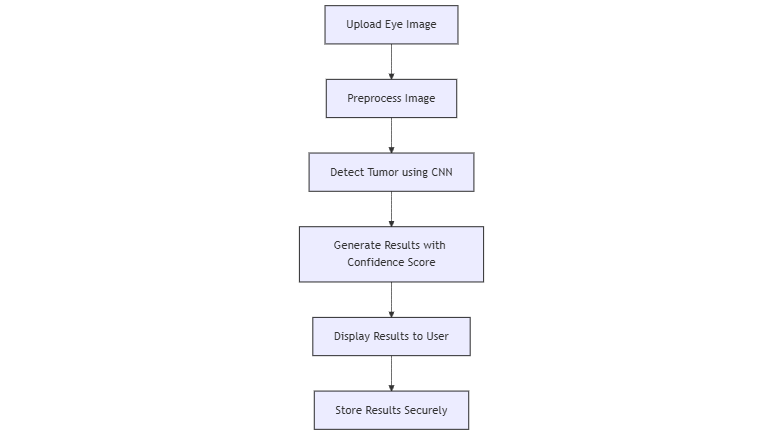 Upload Eye Image
Preprocess Image
Detect Tumor using CNN
Generate Results with
Confidence Score
Display Results to User
Store Results Securely